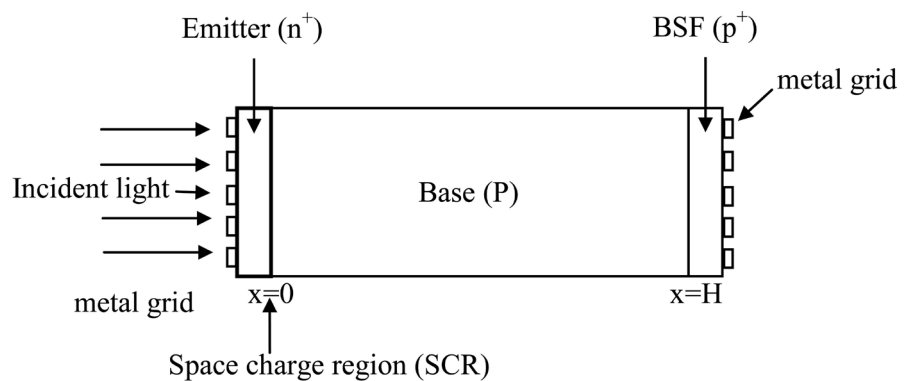 Emitter (n⁺)
BSF (p⁺)
metal grid
Incident light
Base (P)
metal grid
x=0
x=H
Space charge region (SCR)